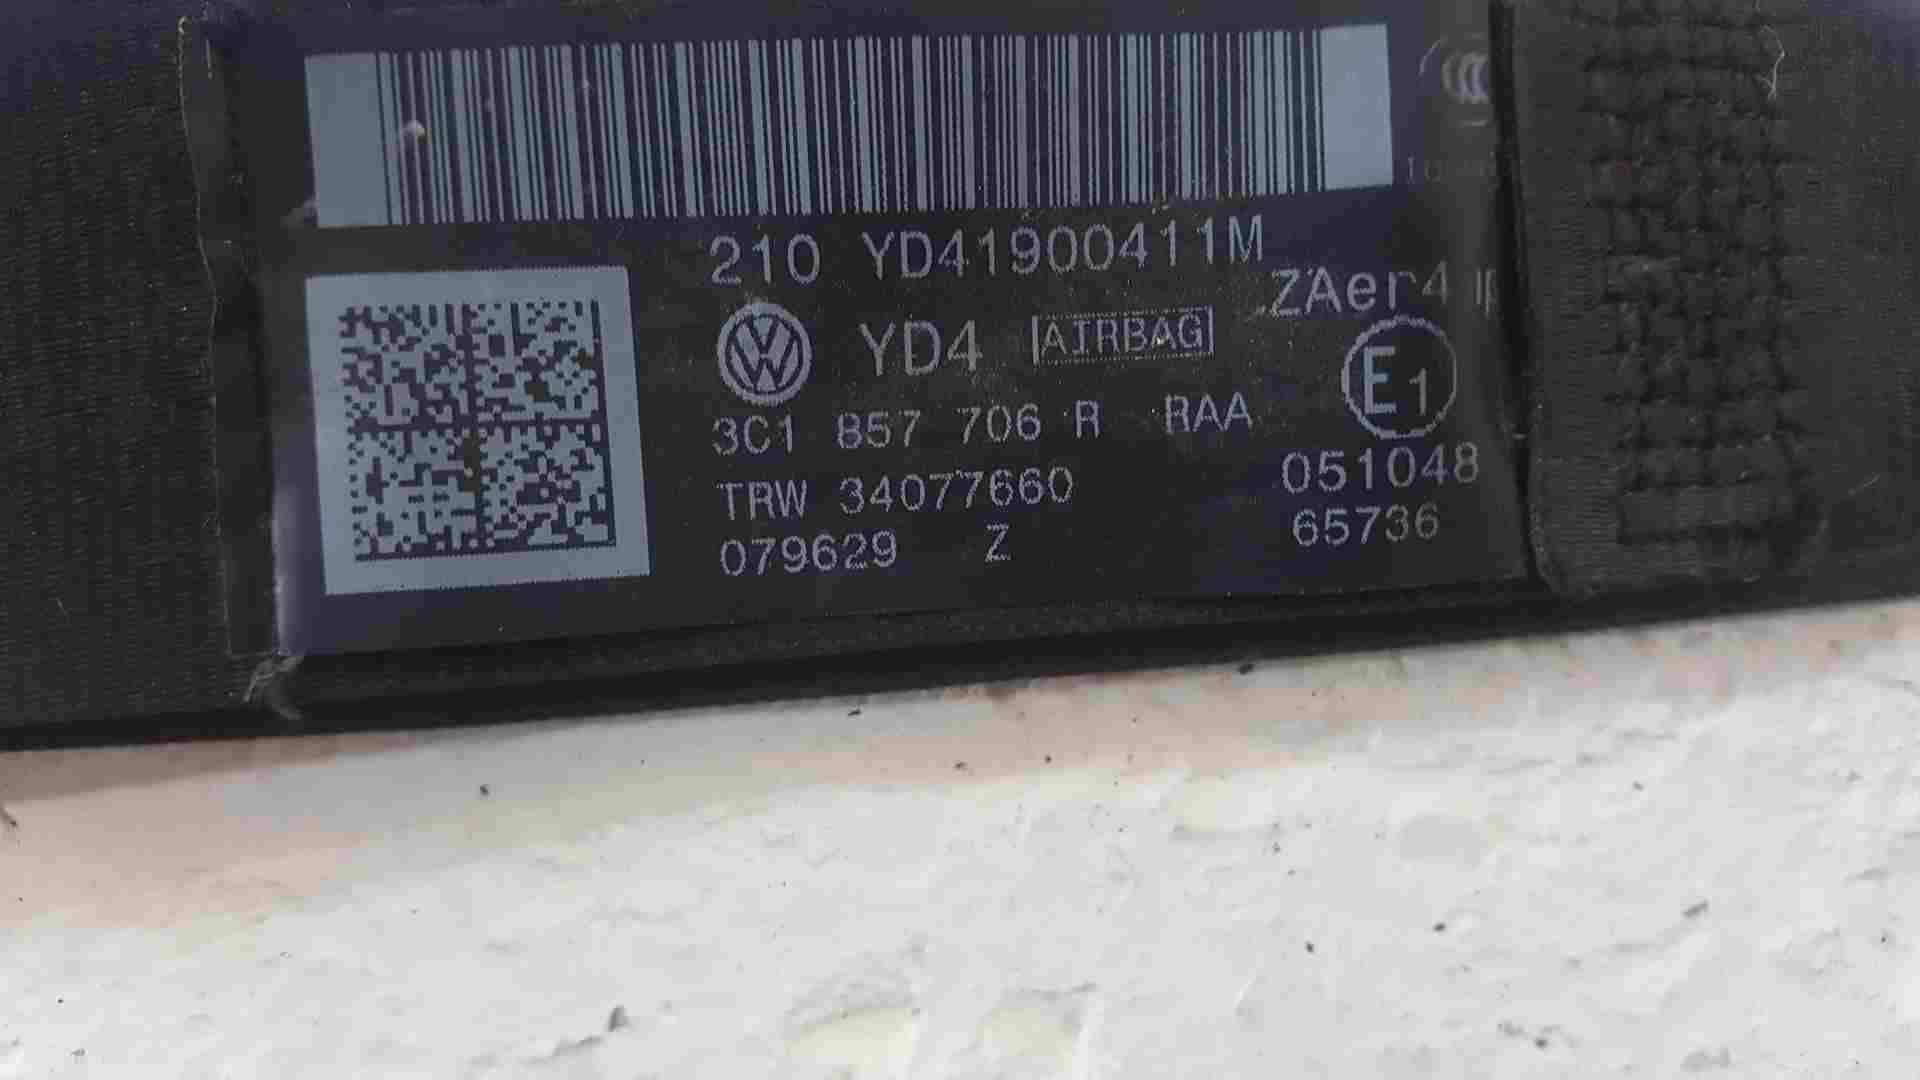 210 YD41900411M
ZAer4
YD4 AIRBAG
E1
3C1 857 706 R RAA
051048
TRW 34077660
65736
079629 Z